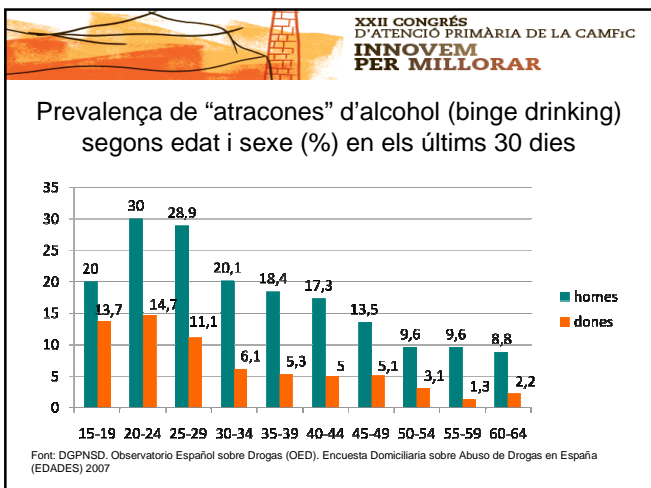 XXII CONGRÉS
D'ATENCIÓ PRIMÀRIA DE LA CAMFiC
INNOVEM
PER MILLORAR
Prevalença de “atracones” d’alcohol (binge drinking)
segons edat i sexe (%) en els últims 30 dies
35
30
25
20
15
10
5
0
20
13,7
30
14,7
28,9
11,1
20,1
6,1
18,4
5,3
17,3
5
13,5
5,1
9,6
3,1
9,6
1,3
8,8
2,2
homes
dones
15-19 20-24 25-29 30-34 35-39 40-44 45-49 50-54 55-59 60-64
Font: DGPNSD. Observatorio Español sobre Drogas (OED). Encuesta Domiciliaria sobre Abuso de Drogas en España
(EDADES) 2007